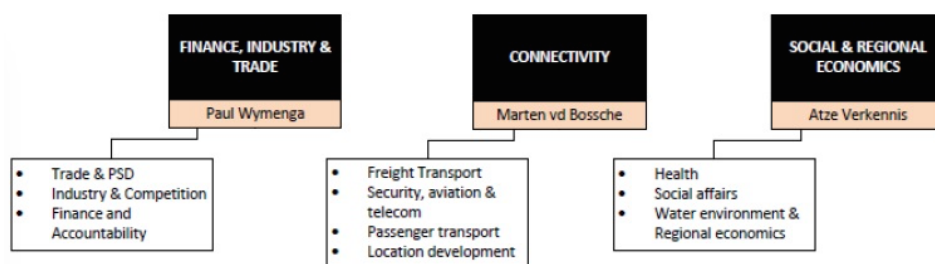 FINANCE, INDUSTRY &
TRADE
Paul Wymenga
• Trade & PSD
• Industry & Competition
• Finance and
Accountability
CONNECTIVITY
Marten vd Bossche
• Freight Transport
• Security, aviation &
telecom
• Passenger transport
• Location development
SOCIAL & REGIONAL
ECONOMICS
Atze Verkennis
• Health
• Social affairs
• Water environment &
Regional economics